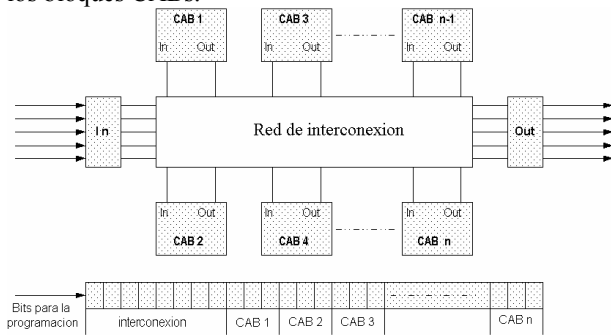 los bloques CABs.
CAB 1 CAB 3 CAB n-1
In Out In Out In Out
In Red de interconexion Out
In Out In Out In Out
CAB 2 CAB 4 CAB n
Bits para la
programacion
interconexion CAB 1 CAB 2 CAB 3 CAB n